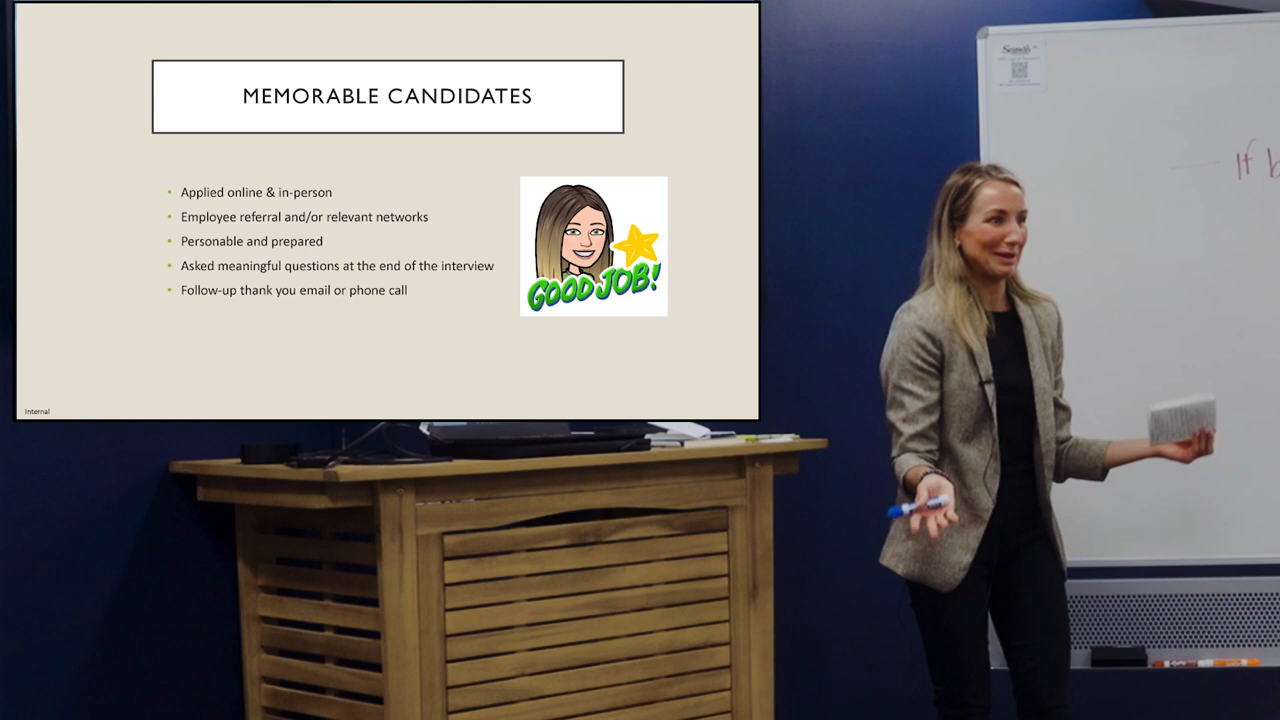 MEMORABLE CANDIDATES
• Applied online & in-person
• Employee referral and/or relevant networks
• Personable and prepared
• Asked meaningful questions at the end of the interview
• Follow-up thank you email or phone call
GOOD JOB!
Internal
If